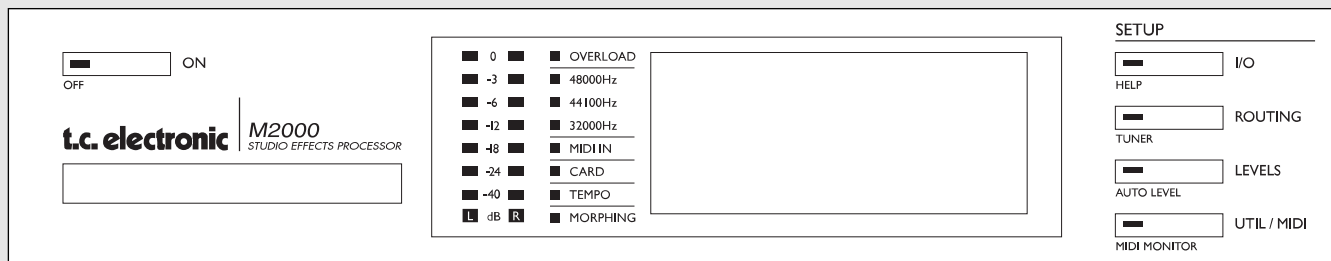 ON
OFF
t.c. electronic
M2000
STUDIO EFFECTS PROCESSOR
0
-3
-6
-12
-18
-24
-40
L dB R
OVERLOAD
48000Hz
44100Hz
32000Hz
MIDI IN
CARD
TEMPO
MORPHING
SETUP
I/O
HELP
ROUTING
TUNER
LEVELS
AUTO LEVEL
UTIL / MIDI
MIDI MONITOR